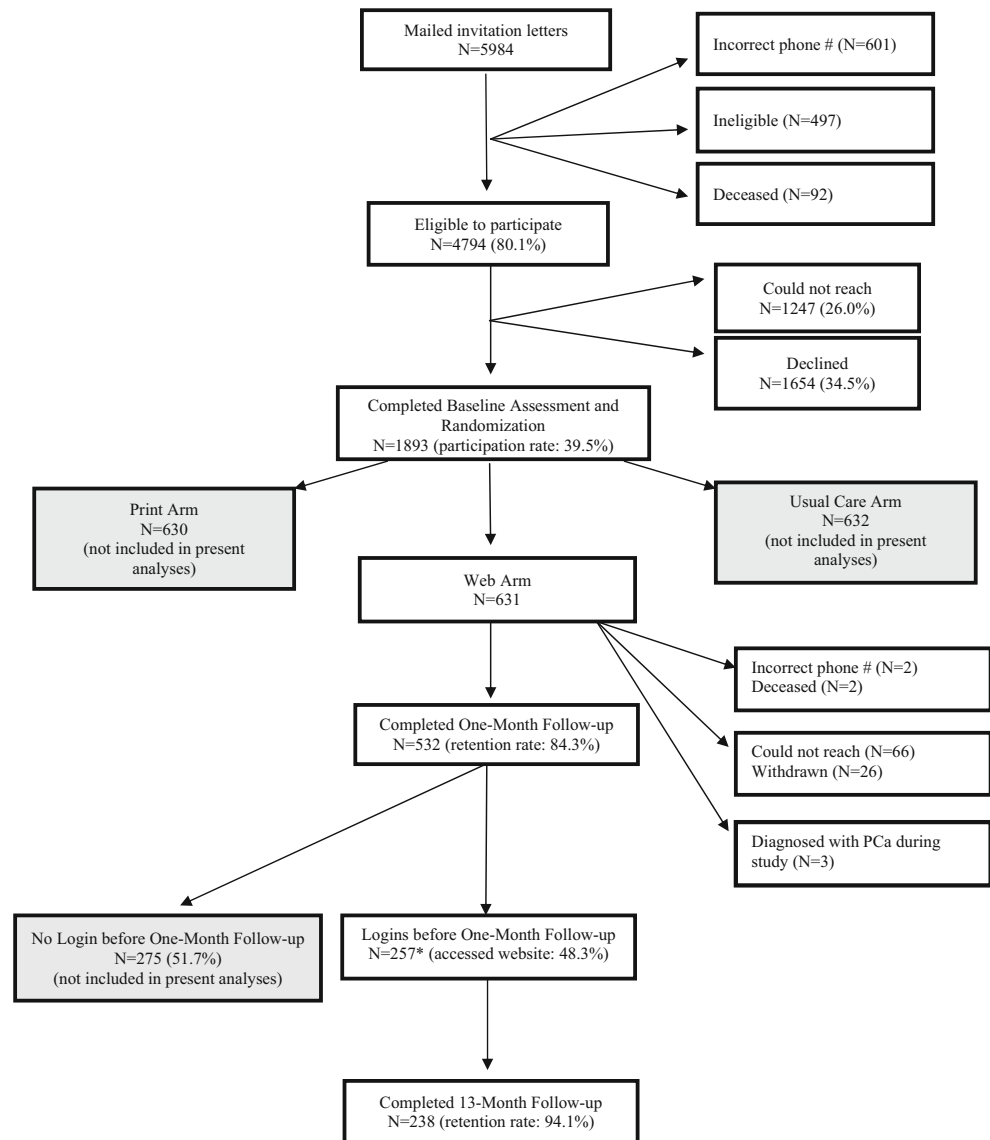 Mailed invitation letters
N=5984
Incorrect phone # (N=601)
Ineligible (N=497)
Deceased (N=92)
Eligible to participate
N=4794 (80.1%)
Could not reach
N=1247 (26.0%)
Declined
N=1654 (34.5%)
Completed Baseline Assessment and
Randomization
N=1893 (participation rate: 39.5%)
Print Arm
N=630
(not included in present
analyses)
Usual Care Arm
N=632
(not included in present
analyses)
Web Arm
N=631
Incorrect phone # (N=2)
Deceased (N=2)
Could not reach (N=66)
Withdrawn (N=26)
Diagnosed with PCa during
study (N=3)
Completed One-Month Follow-up
N=532 (retention rate: 84.3%)
No Login before One-Month Follow-up
N=275 (51.7%)
(not included in present analyses)
Logins before One-Month Follow-up
N=257* (accessed website: 48.3%)
Completed 13-Month Follow-up
N=238 (retention rate: 94.1%)